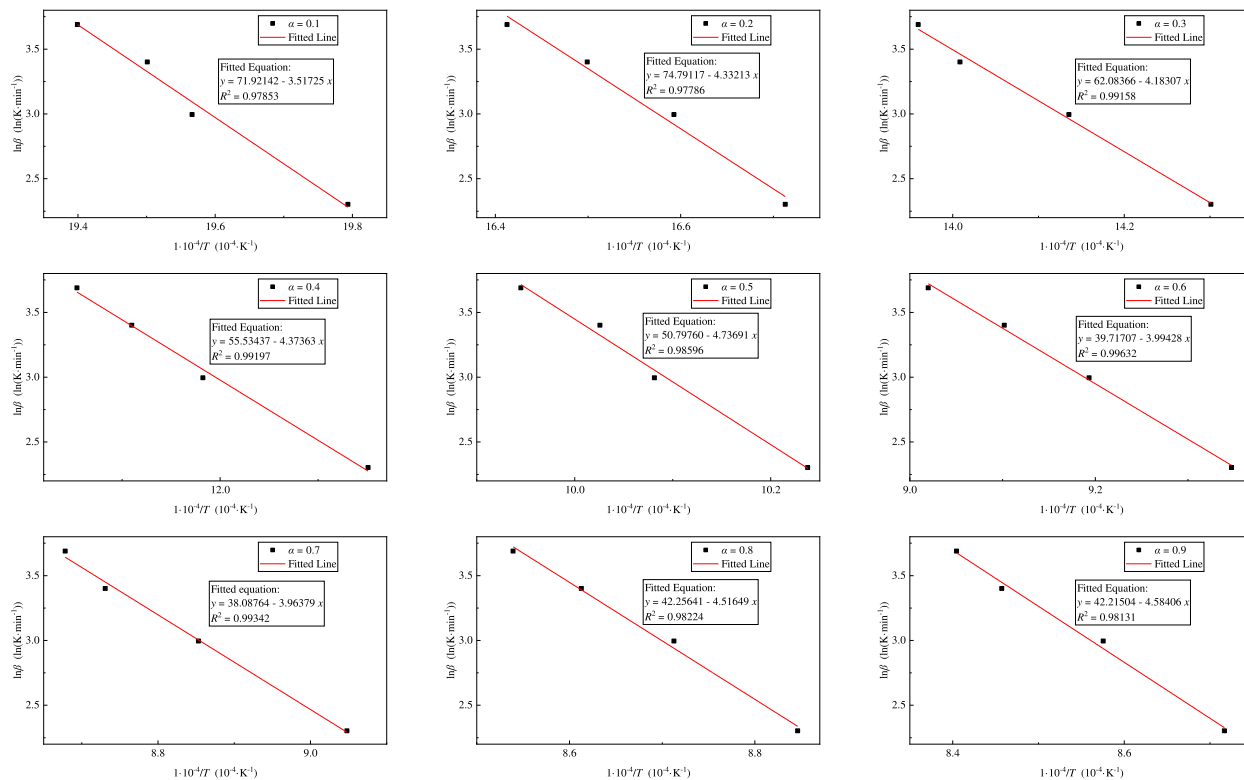 α = 0.1
Fitted Line
Fitted Equation:
y = 71.92142 - 3.51725 x
R² = 0.97853
3.5
3.0
2.5
19.4 19.6 19.8
lnβ (ln(K·min⁻¹))
1·10⁻⁴/T (10⁻⁴·K⁻¹)
α = 0.2
Fitted Line
Fitted Equation:
y = 74.79117 - 4.33213 x
R² = 0.97786
3.5
3.0
2.5
16.4 16.6
lnβ (ln(K·min⁻¹))
1·10⁻⁴/T (10⁻⁴·K⁻¹)
α = 0.3
Fitted Line
Fitted Equation:
y = 62.08366 - 4.18307 x
R² = 0.99158
3.5
3.0
2.5
14.0 14.2
lnβ (ln(K·min⁻¹))
1·10⁻⁴/T (10⁻⁴·K⁻¹)
α = 0.4
Fitted Line
Fitted Equation:
y = 55.53437 - 4.37363 x
R² = 0.99197
3.5
3.0
2.5
12.0
lnβ (ln(K·min⁻¹))
1·10⁻⁴/T (10⁻⁴·K⁻¹)
α = 0.5
Fitted Line
Fitted Equation:
y = 50.79760 - 4.73691 x
R² = 0.98596
3.5
3.0
2.5
10.0 10.2
lnβ (ln(K·min⁻¹))
1·10⁻⁴/T (10⁻⁴·K⁻¹)
α = 0.6
Fitted Line
Fitted Equation:
y = 39.71707 - 3.99428 x
R² = 0.99632
3.5
3.0
2.5
9.0 9.2
lnβ (ln(K·min⁻¹))
1·10⁻⁴/T (10⁻⁴·K⁻¹)
α = 0.7
Fitted Line
Fitted equation:
y = 38.08764 - 3.96379 x
R² = 0.99342
3.5
3.0
2.5
8.8 9.0
lnβ (ln(K·min⁻¹))
1·10⁻⁴/T (10⁻⁴·K⁻¹)
α = 0.8
Fitted Line
Fitted Equation:
y = 42.25641 - 4.51649 x
R² = 0.98224
3.5
3.0
2.5
8.6 8.8
lnβ (ln(K·min⁻¹))
1·10⁻⁴/T (10⁻⁴·K⁻¹)
α = 0.9
Fitted Line
Fitted Equation:
y = 42.21504 - 4.58406 x
R² = 0.98131
3.5
3.0
2.5
8.4 8.6
lnβ (ln(K·min⁻¹))
1·10⁻⁴/T (10⁻⁴·K⁻¹)